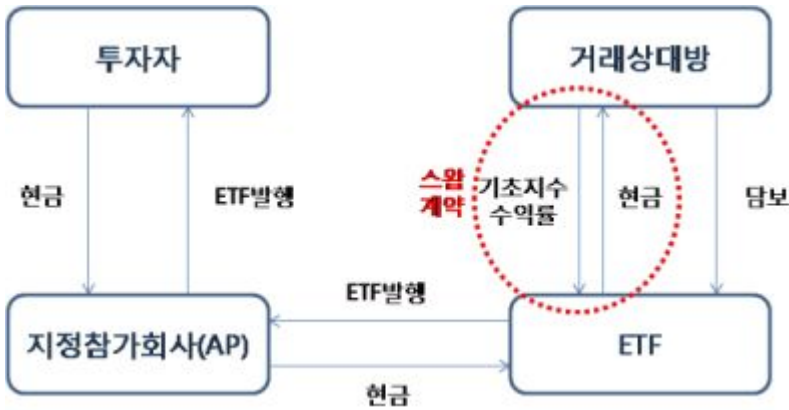 투자자
거래상대방
현금
ETF발행
스왑
계약
기초지수
수익률
현금
담보
ETF발행
지정참가회사(AP)
ETF
현금